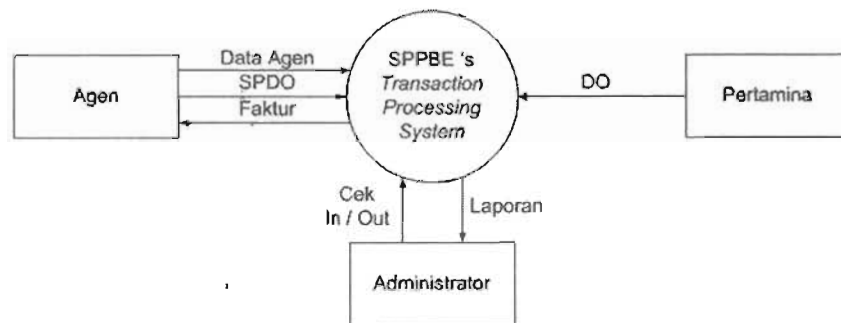 Data Agen
SPDO
Faktur
Agen
SPPBE 's
Transaction
Processing
System
DO
Pertamina
Cek
In / Out
Laporan
Administrator